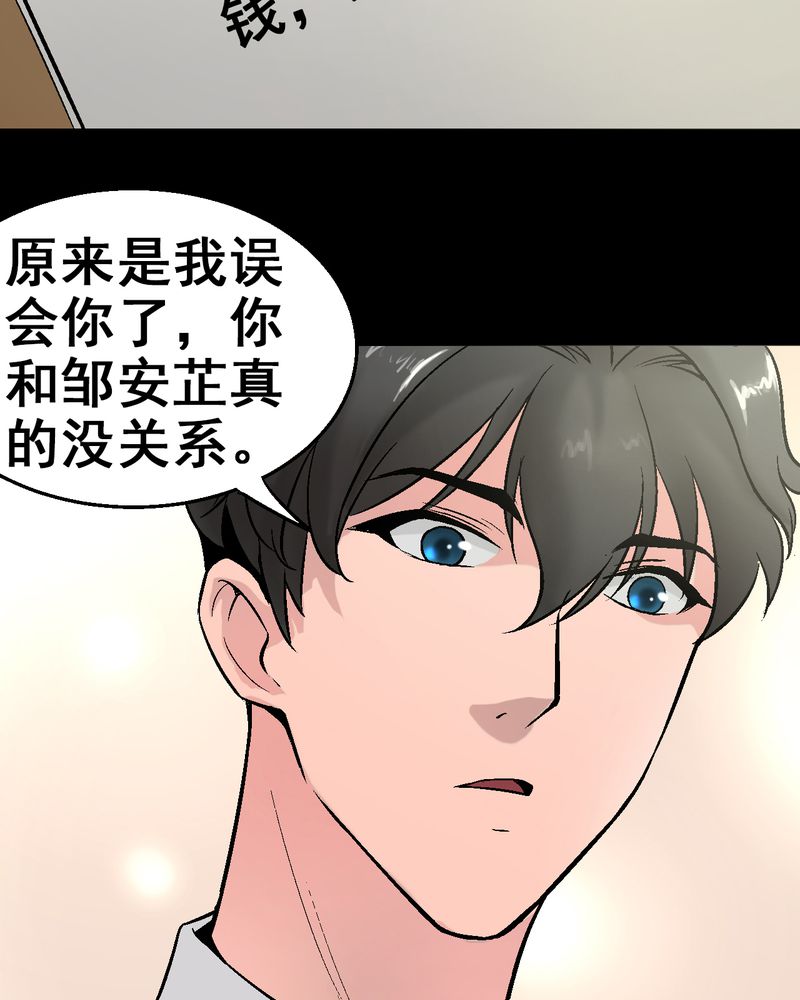 钱，
原来是我误
会你了，你
和邹安芷真
的没关系。